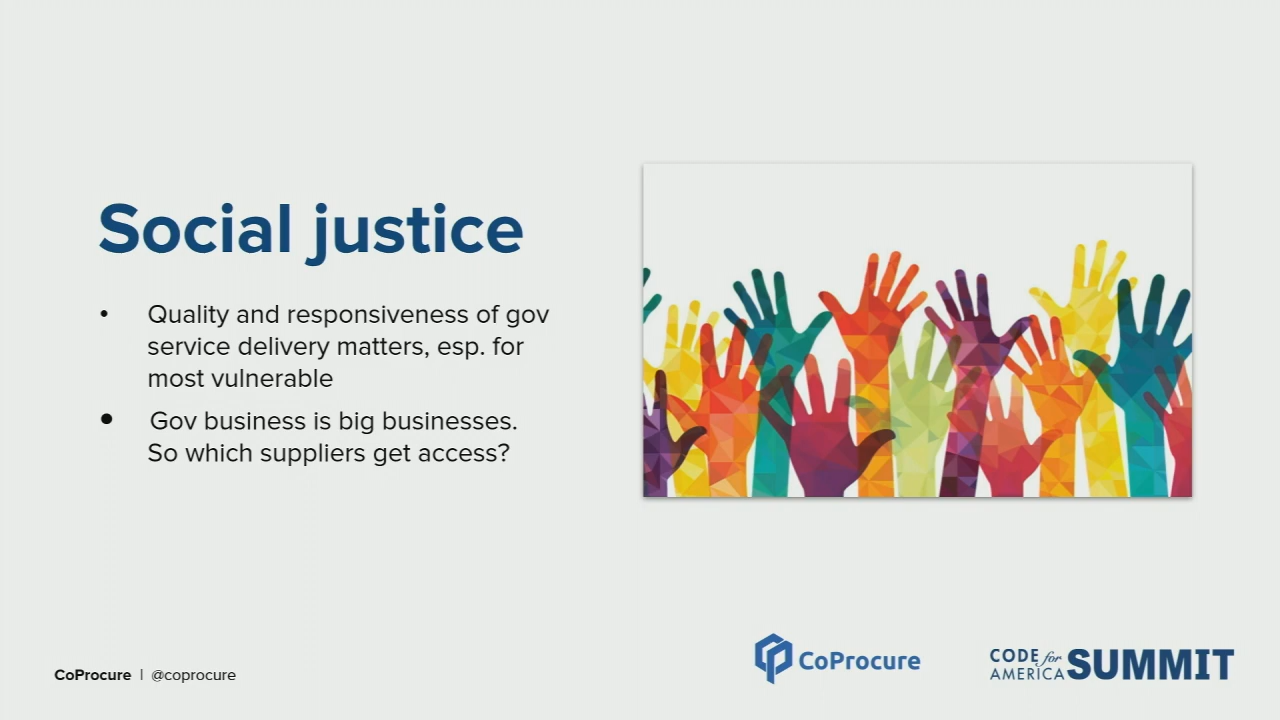 Social justice
• Quality and responsiveness of gov
service delivery matters, esp. for
most vulnerable
• Gov business is big businesses.
So which suppliers get access?
CoProcure | @coprocure
CoProcure
CODE for
AMERICA SUMMIT